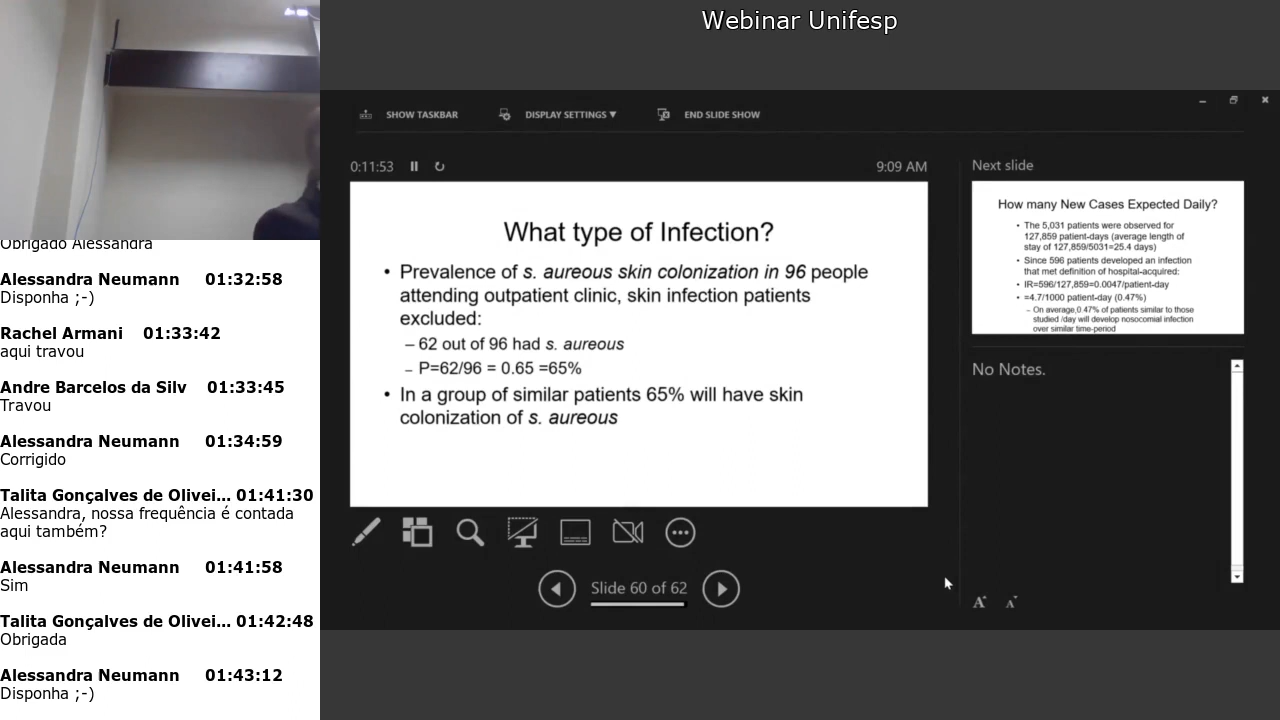 Webinar Unifesp
Obrigado Alessandra
Alessandra Neumann 01:32:58
Disponha ;-)
Rachel Armani 01:33:42
aqui travou
Andre Barcelos da Silv 01:33:45
Travou
Alessandra Neumann 01:34:59
Corrigido
Talita Gonçalves de Olivei... 01:41:30
Alessandra, nossa frequência é contada
aqui também?
Alessandra Neumann 01:41:58
Sim
Talita Gonçalves de Olivei... 01:42:48
Obrigada
Alessandra Neumann 01:43:12
Disponha ;-)
SHOW TASKBAR
DISPLAY SETTINGS ▼
END SLIDE SHOW
0:11:53
9:09 AM
What type of Infection?
• Prevalence of s. aureous skin colonization in 96 people
attending outpatient clinic, skin infection patients
excluded:
– 62 out of 96 had s. aureous
– P=62/96 = 0.65 =65%
• In a group of similar patients 65% will have skin
colonization of s. aureous
Slide 60 of 62
Next slide
How many New Cases Expected Daily?
• The 5,031 patients were observed for
127,859 patient-days (average length of
stay of 127,859/5031=25.4 days)
• Since 596 patients developed an infection
that met definition of hospital-acquired:
• IR=596/127,859=0.0047/patient-day
• =4.7/1000 patient-day (0.47%)
– On average,0.47% of patients similar to those
studied /day will develop nosocomial infection
over similar time-period
No Notes.
A A